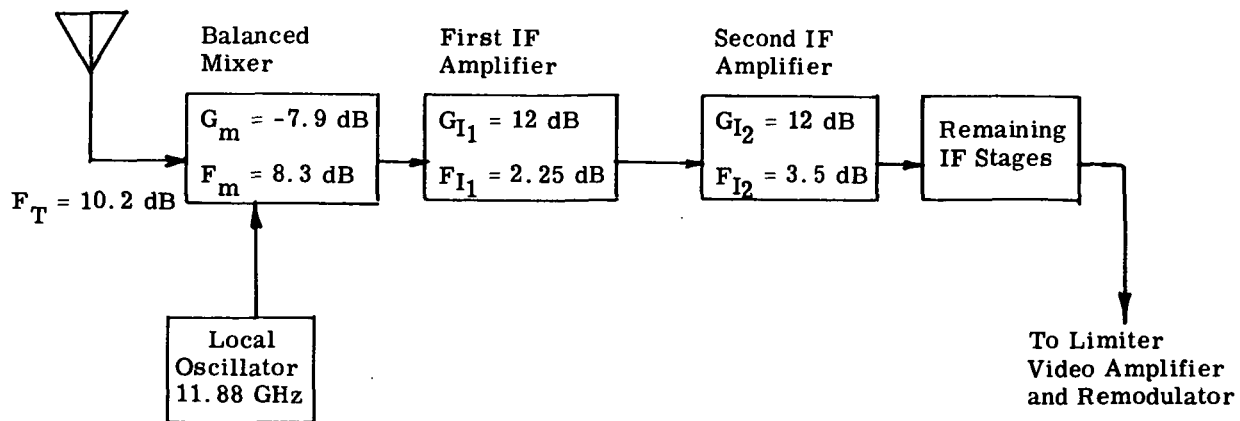 Balanced
Mixer
G_m = -7.9 dB
F_m = 8.3 dB
First IF
Amplifier
G_I1 = 12 dB
F_I1 = 2.25 dB
Second IF
Amplifier
G_I2 = 12 dB
F_I2 = 3.5 dB
Remaining
IF Stages
F_T = 10.2 dB
Local
Oscillator
11.88 GHz
To Limiter
Video Amplifier
and Remodulator